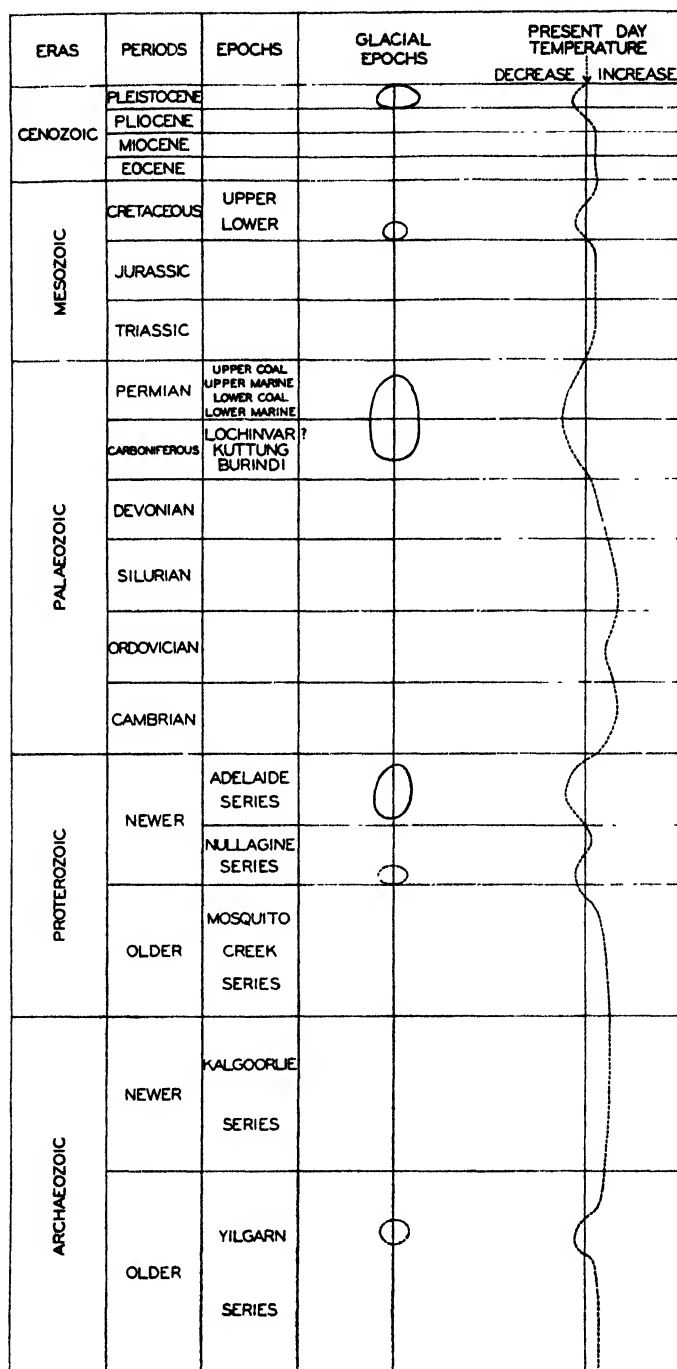 ERAS
PERIODS
EPOCHS
GLACIAL
EPOCHS
PRESENT DAY
TEMPERATURE
DECREASE
INCREASE
CENOZOIC
PLEISTOCENE
PLIOCENE
MIOCENE
EOCENE
MESOZOIC
CRETACEOUS
UPPER
LOWER
JURASSIC
TRIASSIC
PALAEOZOIC
PERMIAN
UPPER COAL
UPPER MARINE
LOWER COAL
LOWER MARINE
CARBONIFEROUS
LOCHINVAR ?
KUTTUNG
BURINDI
DEVONIAN
SILURIAN
ORDOVICIAN
CAMBRIAN
PROTEROZOIC
NEWER
ADELAIDE
SERIES
NULLAGINE
SERIES
OLDER
MOSQUITO
CREEK
SERIES
ARCHAEOZOIC
NEWER
KALGOORLIE
SERIES
OLDER
YILGARN
SERIES